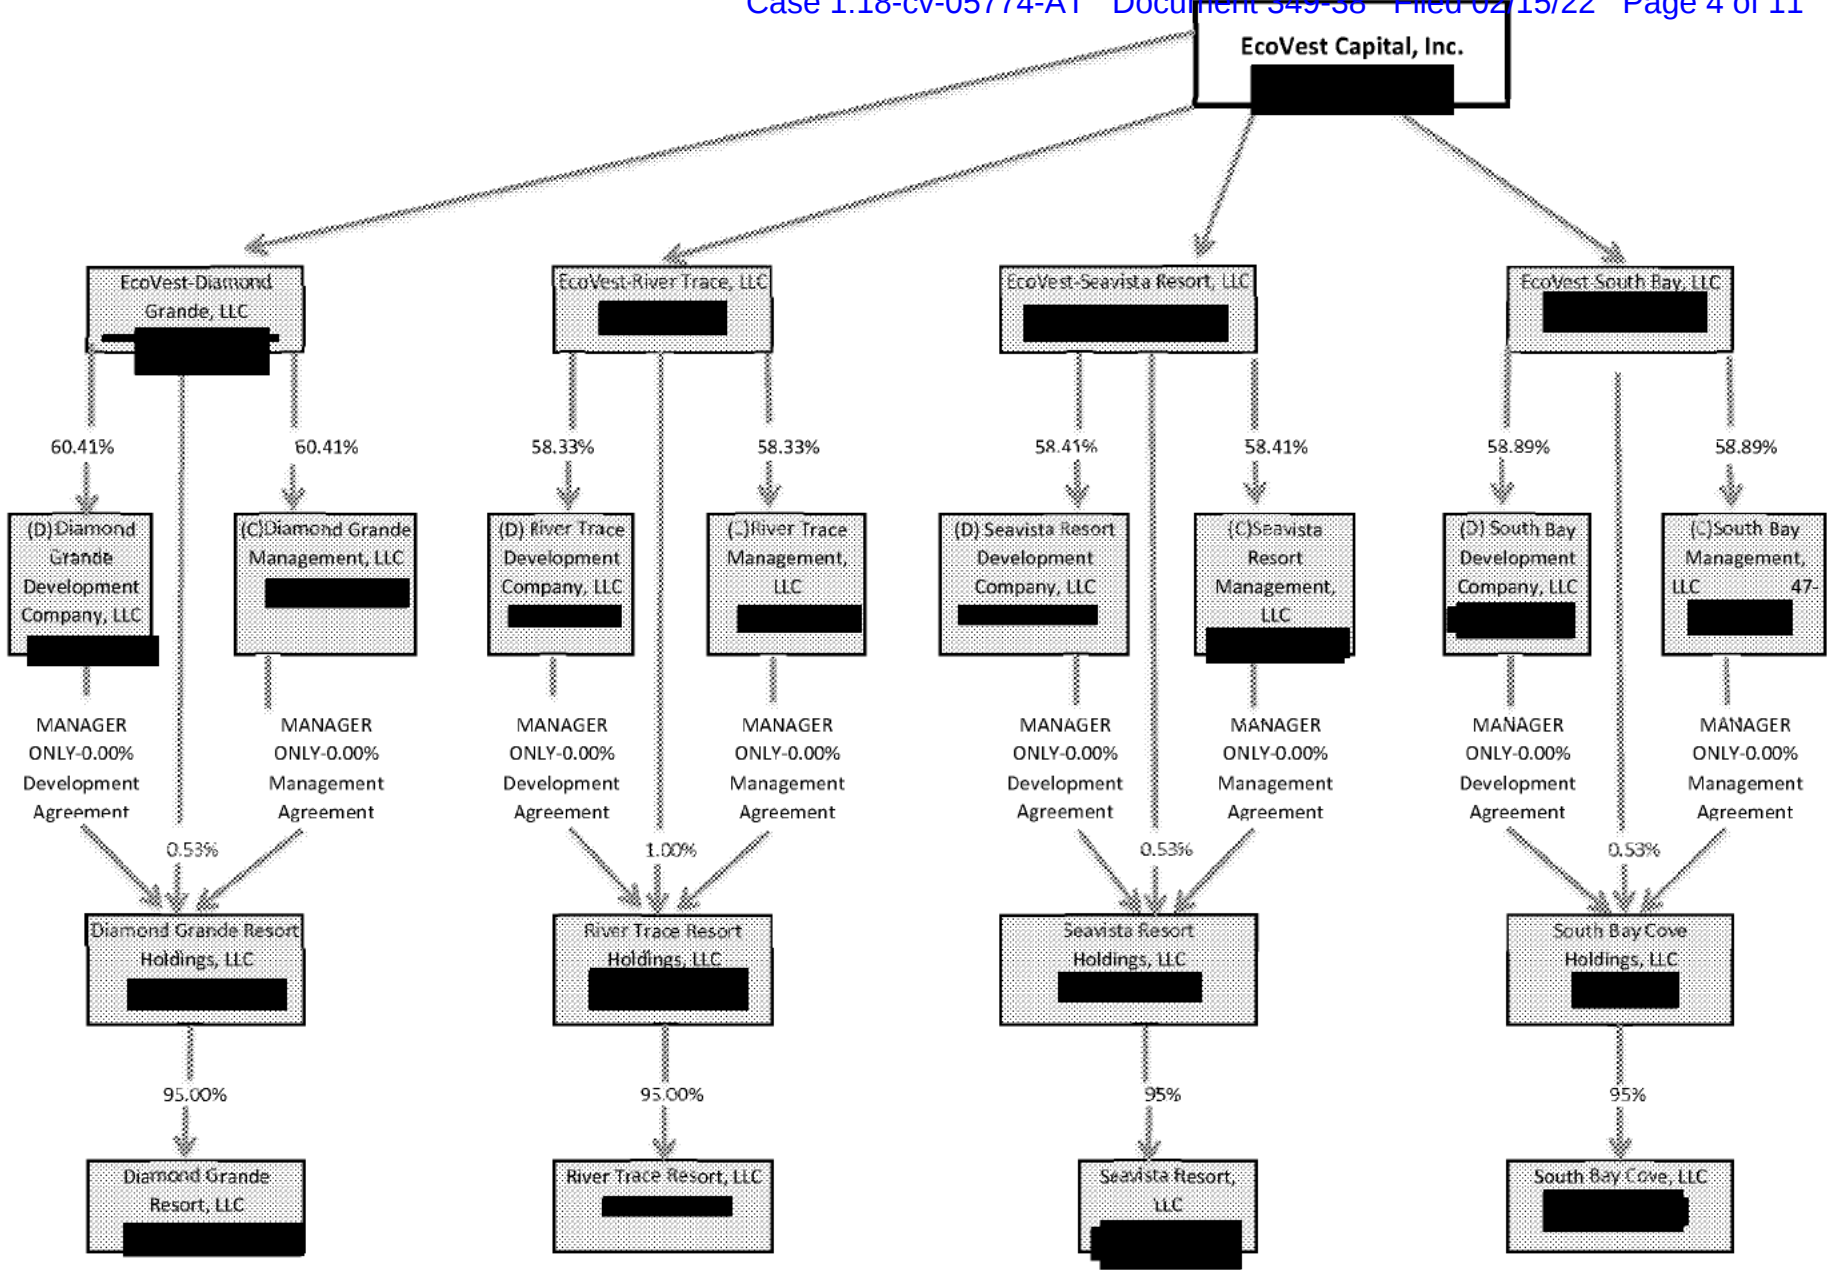 Case 1:18-cv-05774-AT Document 349-38 Filed 02/15/22 Page 4 of 11
EcoVest Capital, Inc.
EcoVest-Diamond
Grande, LLC
EcoVest-River Trace, LLC
EcoVest-Seavista Resort, LLC
EcoVest South Bay, LLC
60.41%
60.41%
58.33%
58.33%
58.41%
58.41%
58.89%
58.89%
(D)Diamond
Grande
Development
Company, LLC
(C)Diamond Grande
Management, LLC
(D) River Trace
Development
Company, LLC
(C)River Trace
Management,
LLC
(D) Seavista Resort
Development
Company, LLC
(C)Seavista
Resort
Management,
LLC
(D) South Bay
Development
Company, LLC
(C)South Bay
Management,
LLC 47-
MANAGER
ONLY-0.00%
Development
Agreement
MANAGER
ONLY-0.00%
Management
Agreement
MANAGER
ONLY-0.00%
Development
Agreement
MANAGER
ONLY-0.00%
Management
Agreement
MANAGER
ONLY-0.00%
Development
Agreement
MANAGER
ONLY-0.00%
Management
Agreement
MANAGER
ONLY-0.00%
Development
Agreement
MANAGER
ONLY-0.00%
Management
Agreement
0.53%
1.00%
0.53%
0.53%
Diamond Grande Resort
Holdings, LLC
River Trace Resort
Holdings, LLC
Seavista Resort
Holdings, LLC
South Bay Cove
Holdings, LLC
95.00%
95.00%
95%
95%
Diamond Grande
Resort, LLC
River Trace Resort, LLC
Seavista Resort,
LLC
South Bay Cove, LLC